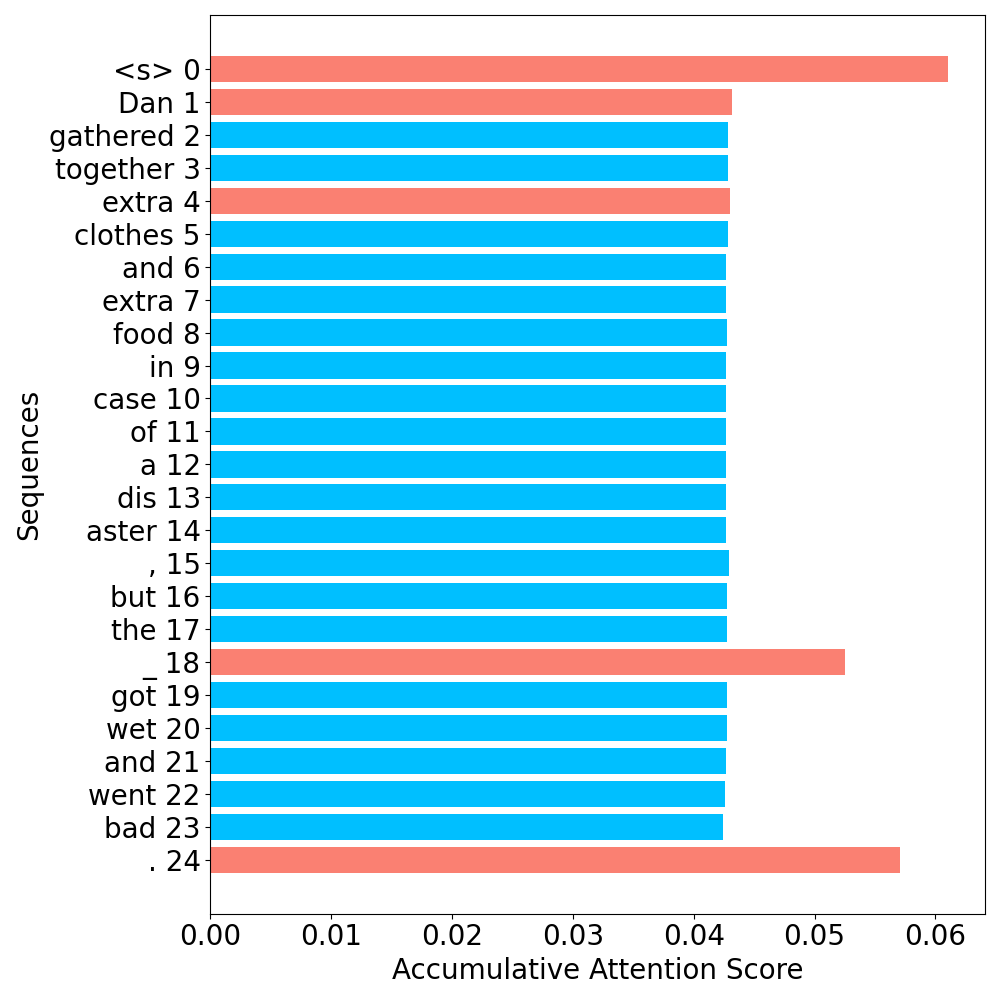 <s> 0
Dan 1
gathered 2
together 3
extra 4
clothes 5
and 6
extra 7
food 8
in 9
case 10
of 11
a 12
dis 13
aster 14
, 15
but 16
the 17
_ 18
got 19
wet 20
and 21
went 22
bad 23
. 24
Sequences
0.00 0.01 0.02 0.03 0.04 0.05 0.06
Accumulative Attention Score